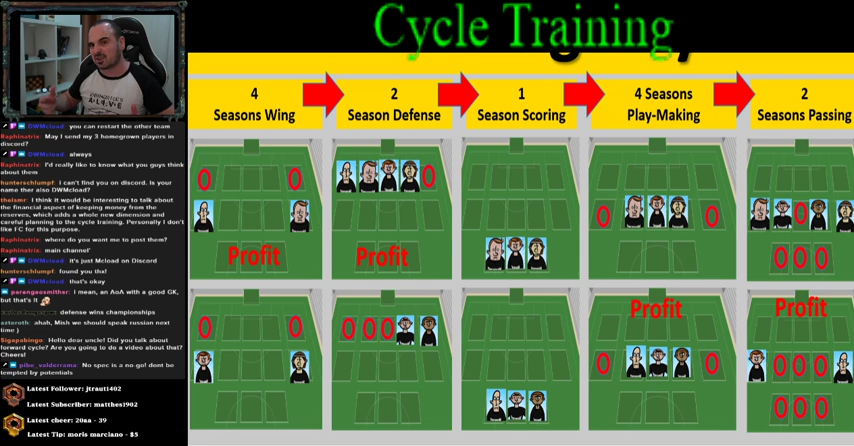 Cycle Training
4
Seasons Wing
2
Season Defense
1
Season Scoring
4 Seasons
Play-Making
2
Seasons Passing
Profit
Profit
Profit
Profit
DWMcloud: you can restart the other team
Raphinatrix: May I send my 3 homegrown players in
discord?
DWMcloud: always
Raphinatrix: I'd really like to know what you guys think
about them
hunterschlumpf: I can't find you on discord. Is your
name ther also DWMcloud?
theismr: I think it would be interesting to talk about
the financial aspect of keeping money from the
reserves, which adds a whole new dimension and
careful planning to the cycle training. Personally I don't
like FC for this purpose.
Raphinatrix: where do you want me to post them?
Raphinatrix: main channel?
DWMcloud: it's just Mcload on Discord
hunterschlumpf: found you thx!
DWMcloud: that's okay
parengaesmither: I mean, an AoA with a good GK,
but that's it
defense wins championships
aztaroth: ahah, Mish we should speak russian next
time )
Sigapabingo: Hello dear uncle! Did you talk about
forward cycle? Are you going to do a video about that?
Cheers!
pibe_valderrama: No spec is a no-go! dont be
tempted by potentials
Latest Follower: jtraut1402
Latest Subscriber: matthes1902
Latest cheer: 20aa - 39
Latest Tip: moris marciano - $5